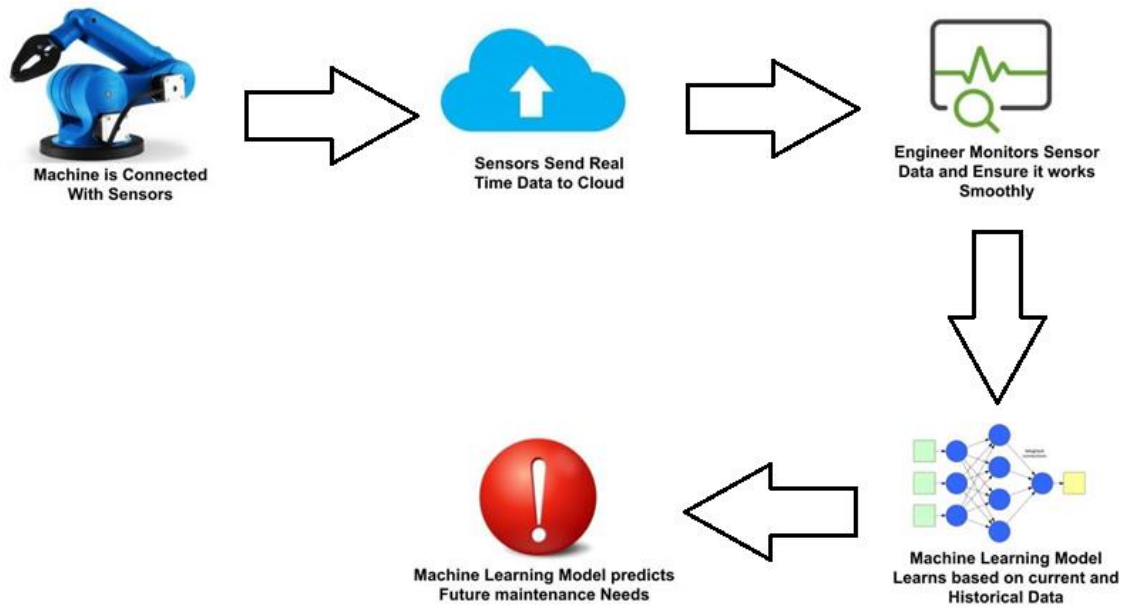 Machine is Connected
With Sensors
Sensors Send Real
Time Data to Cloud
Engineer Monitors Sensor
Data and Ensure it works
Smoothly
Weighted
connections
Machine Learning Model
Learns based on current and
Historical Data
Machine Learning Model predicts
Future maintenance Needs